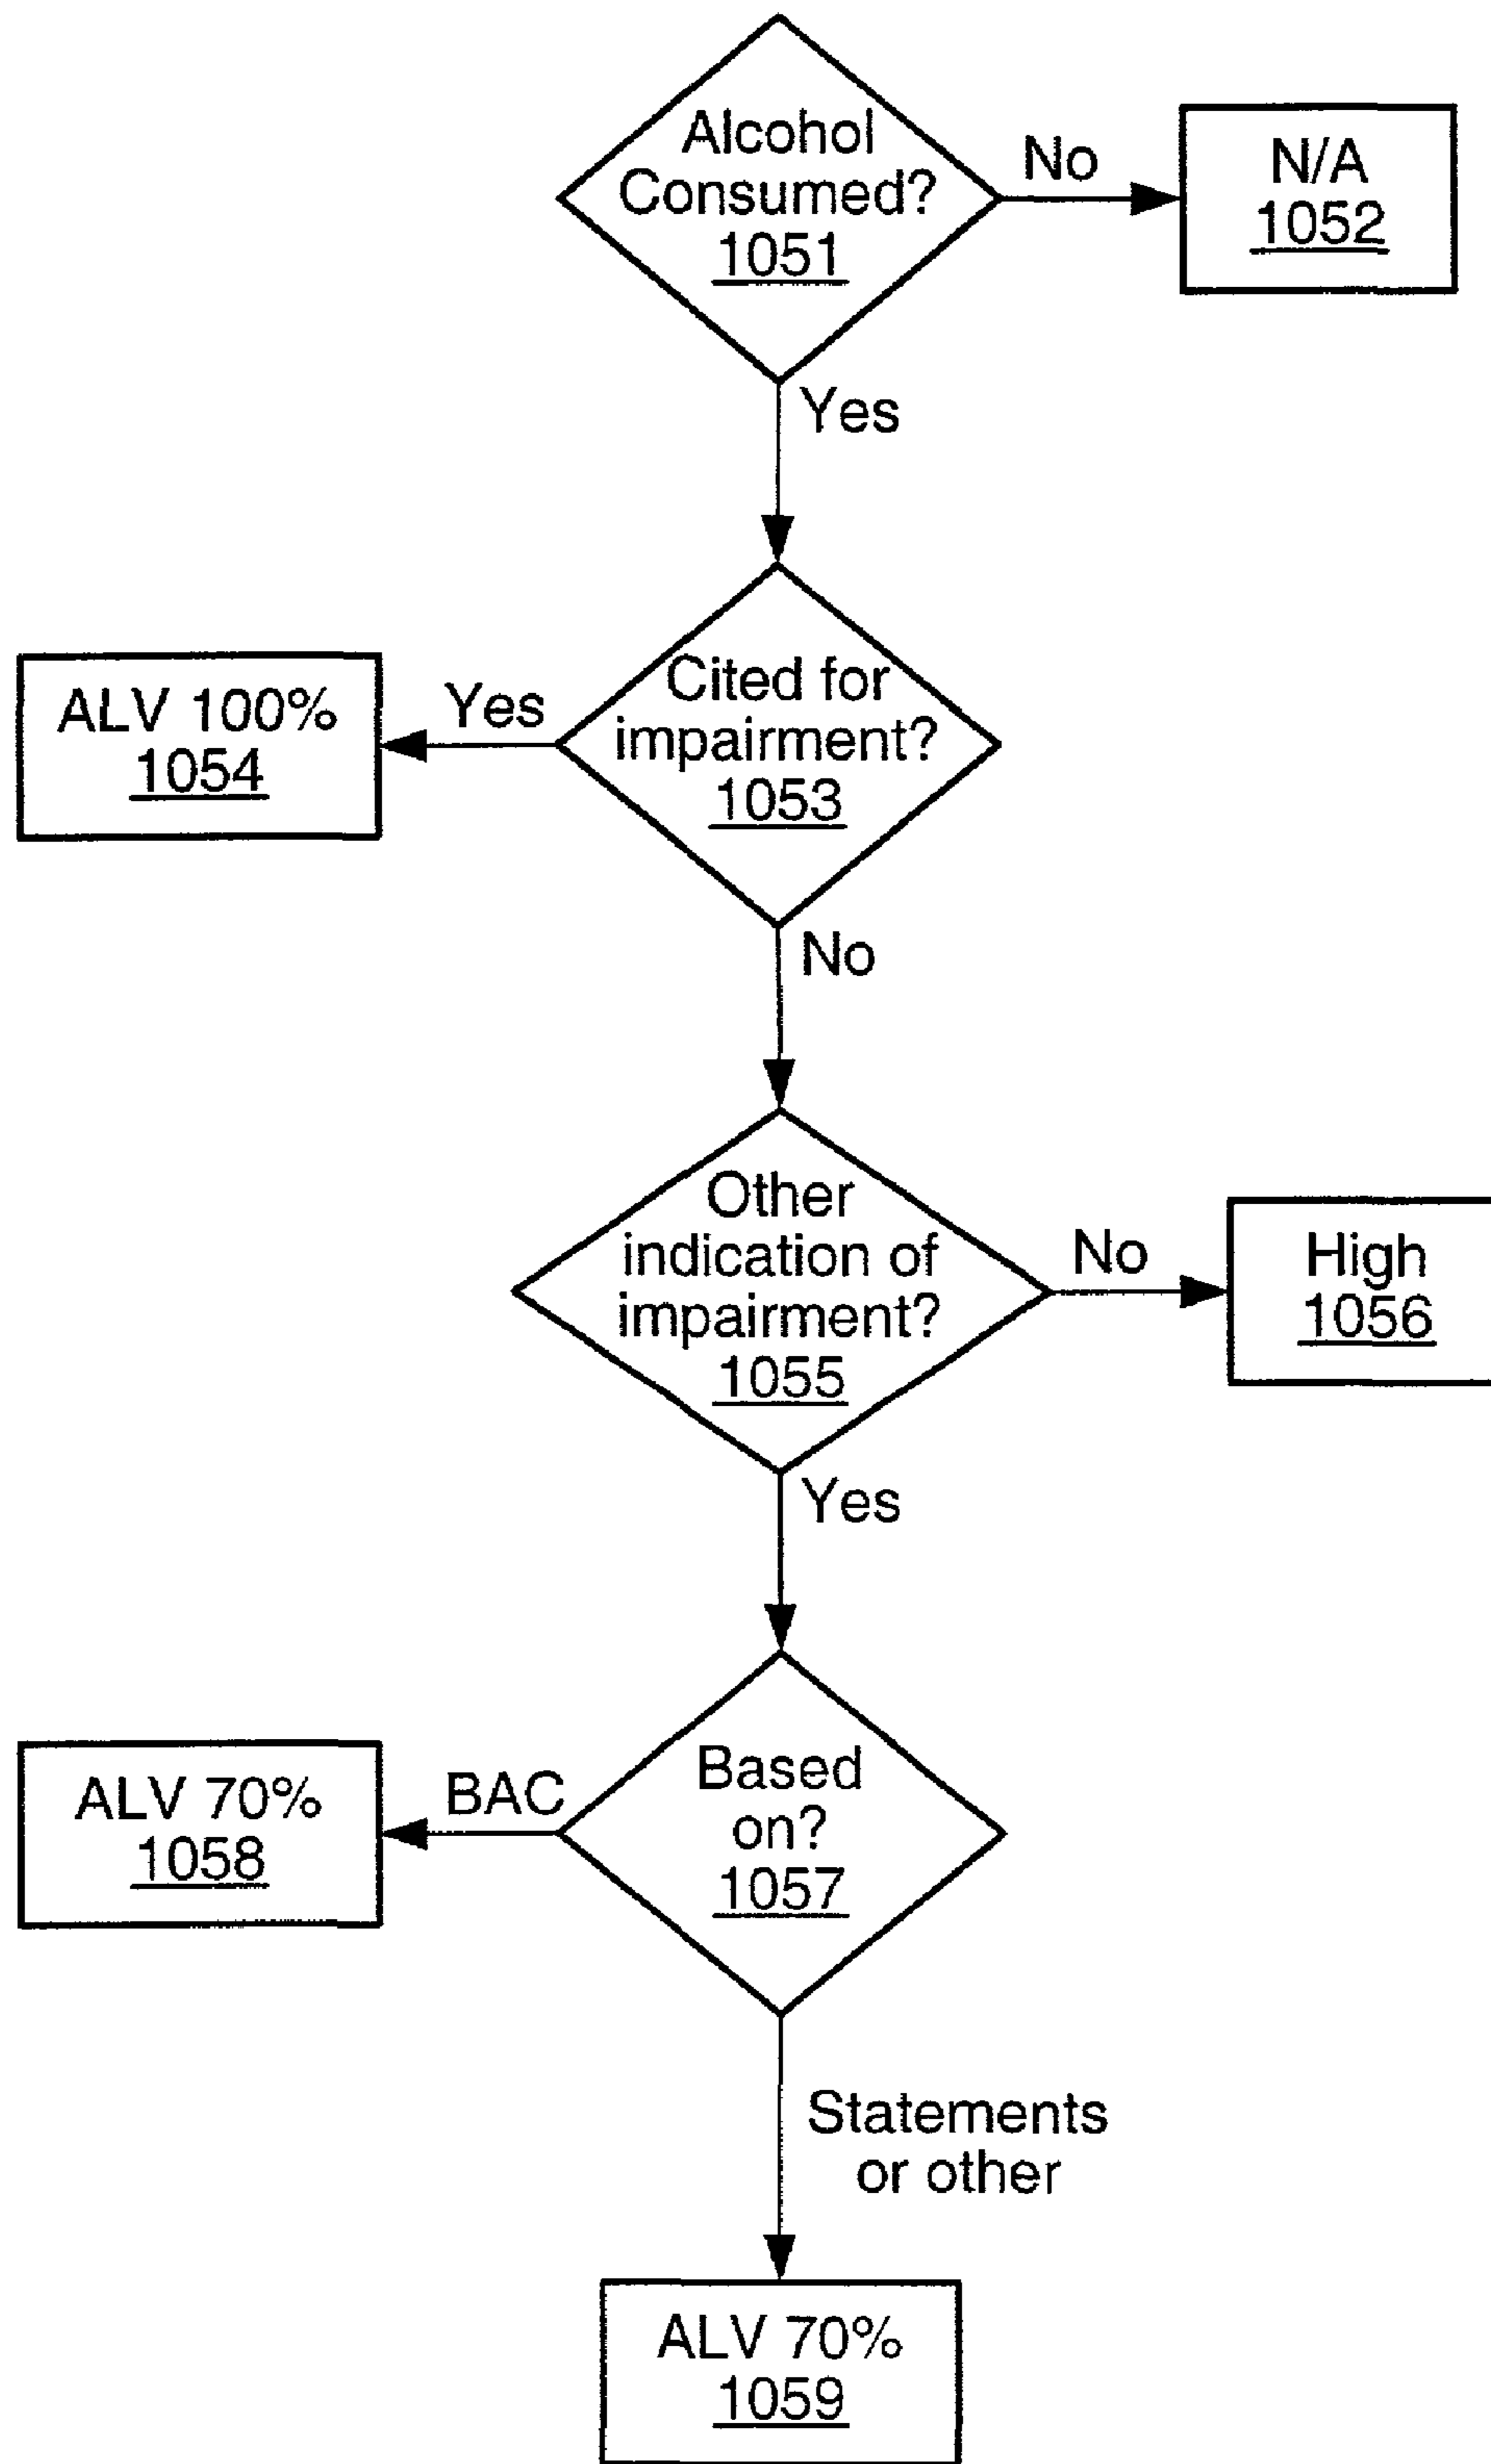 Alcohol
Consumed?
1051
No
N/A
1052
Yes
Cited for
impairment?
1053
Yes
ALV 100%
1054
No
Other
indication of
impairment?
1055
No
High
1056
Yes
Based
on?
1057
BAC
ALV 70%
1058
Statements
or other
ALV 70%
1059